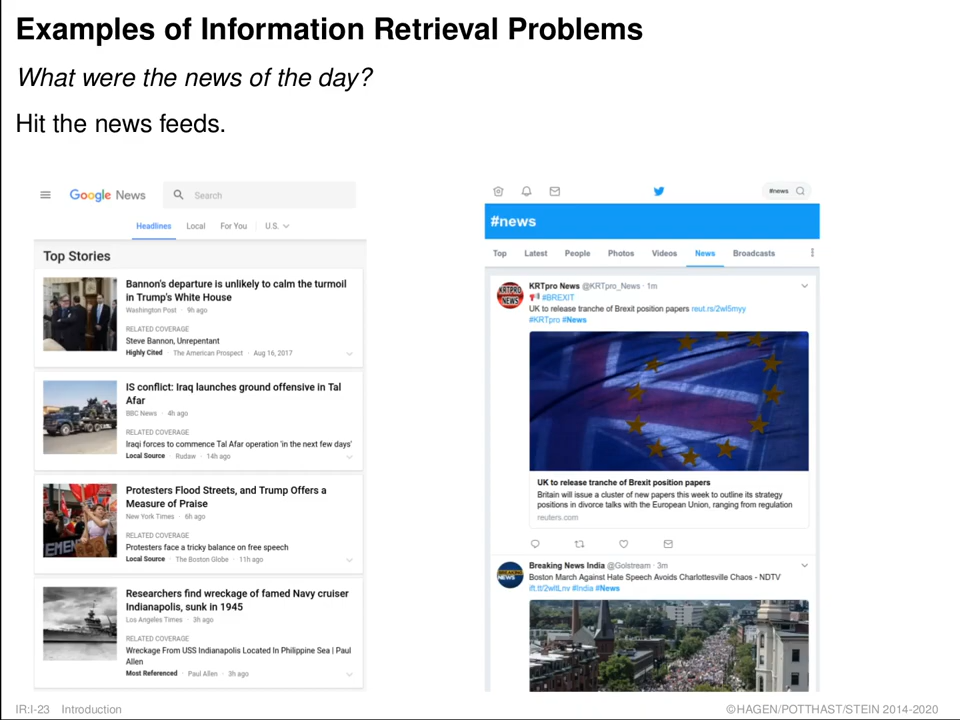 Examples of Information Retrieval Problems
What were the news of the day?
Hit the news feeds.
Google News
Search
Headlines Local For You U.S.
Top Stories
Bannon's departure is unlikely to calm the turmoil
in Trump's White House
Washington Post · 9h ago
RELATED COVERAGE
Steve Bannon, Unrepentant
Highly Cited · The American Prospect · Aug 16, 2017
IS conflict: Iraq launches ground offensive in Tal
Afar
BBC News · 4h ago
RELATED COVERAGE
Iraqi forces to commence Tal Afar operation 'in the next few days'
Local Source · Rudaw · 14h ago
Protesters Flood Streets, and Trump Offers a
Measure of Praise
New York Times · 6h ago
RELATED COVERAGE
Protesters face a tricky balance on free speech
Local Source · The Boston Globe · 11h ago
Researchers find wreckage of famed Navy cruiser
Indianapolis, sunk in 1945
Los Angeles Times · 3h ago
RELATED COVERAGE
Wreckage From USS Indianapolis Located In Philippine Sea | Paul
Allen
Most Referenced · Paul Allen · 3h ago
#news
#news
Top Latest People Photos Videos News Broadcasts
KRTPRO
NEWS
KRTpro News @KRTpro_News · 1m
#BREXIT
UK to release tranche of Brexit position papers reut.rs/2wI5myy
#KRTpro #News
UK to release tranche of Brexit position papers
Britain will issue a cluster of new papers this week to outline its strategy
positions in divorce talks with the European Union, ranging from regulation
reuters.com
BREAKING
NEWS
Breaking News India @Golstream · 3m
Boston March Against Hate Speech Avoids Charlottesville Chaos - NDTV
#India #News
IR:I-23 Introduction
©HAGEN/POTTHAST/STEIN 2014-2020